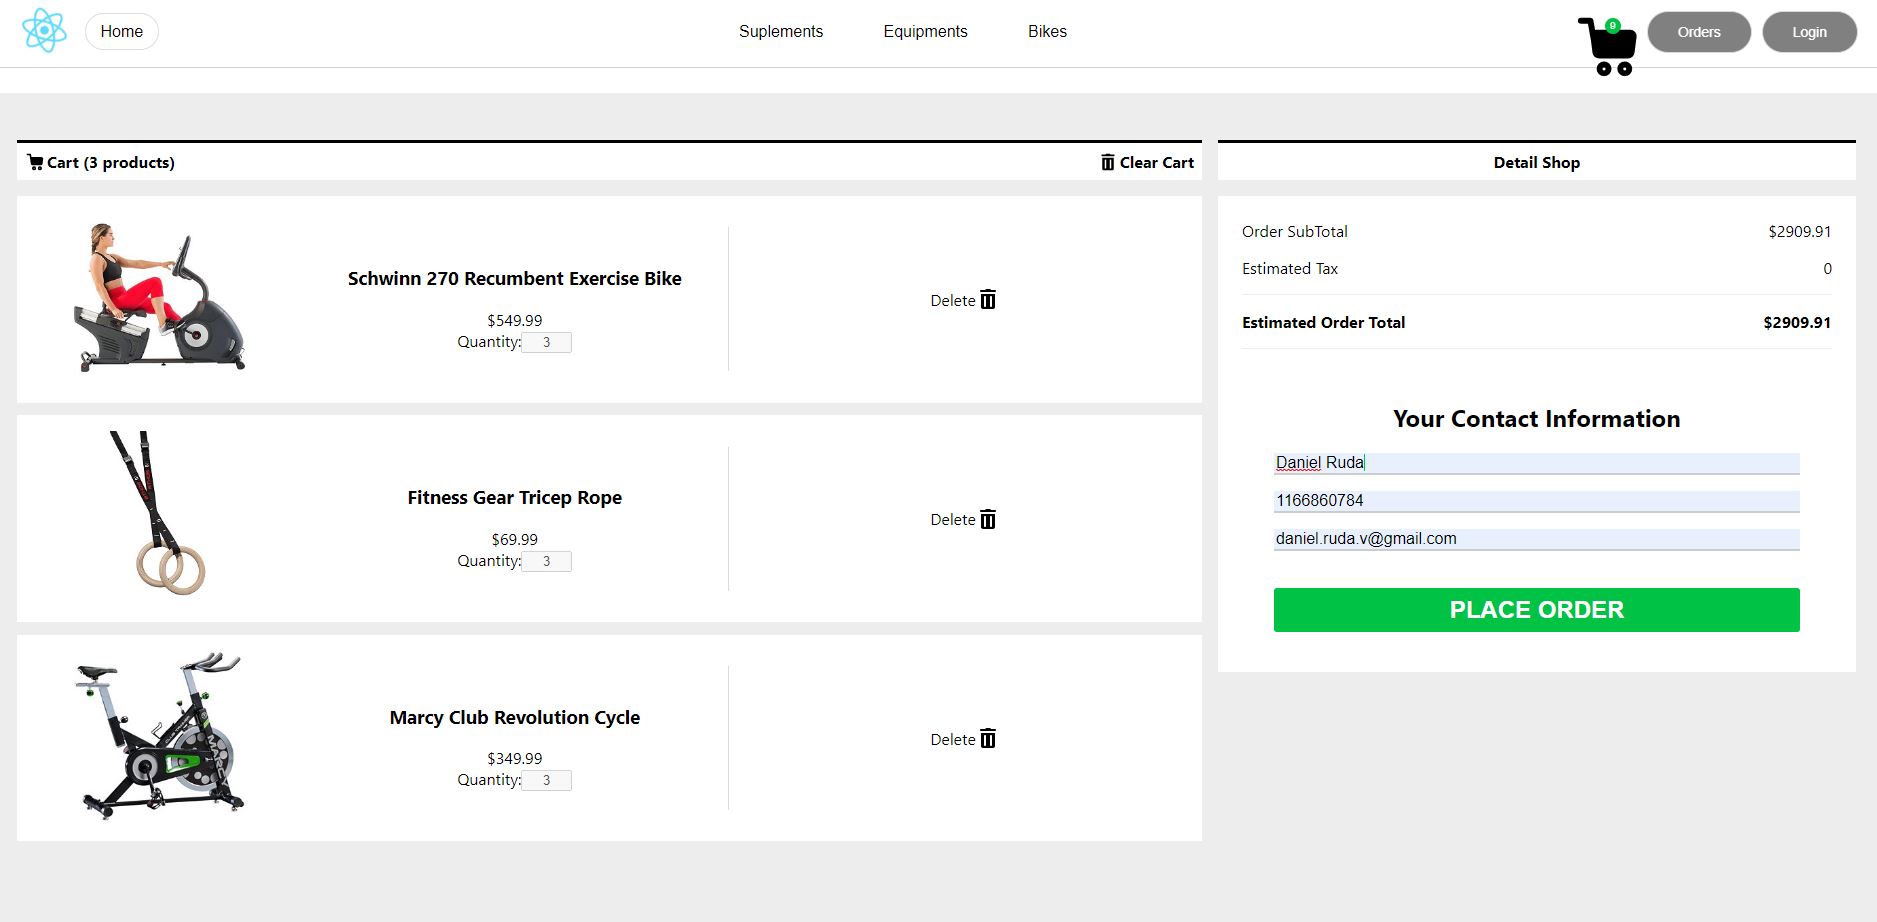 Home
Suplements
Equipments
Bikes
9
Orders
Login
Cart (3 products)
Clear Cart
Schwinn 270 Recumbent Exercise Bike
$549.99
Quantity: 3
Delete
Fitness Gear Tricep Rope
$69.99
Quantity: 3
Delete
Marcy Club Revolution Cycle
$349.99
Quantity: 3
Delete
Detail Shop
Order SubTotal $2909.91
Estimated Tax 0
Estimated Order Total $2909.91
Your Contact Information
Daniel Ruda
1166860784
daniel.ruda.v@gmail.com
PLACE ORDER